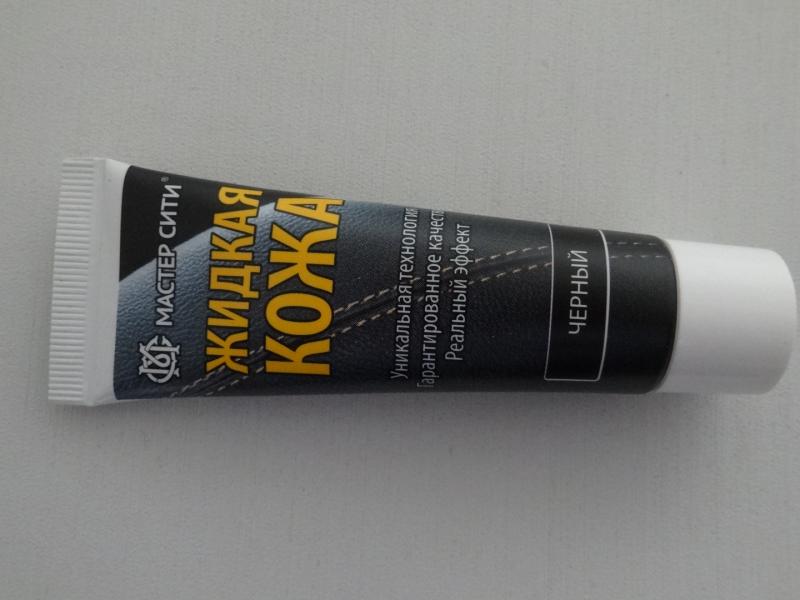 МАСТЕР СИТИ®
ЖИДКАЯ
КОЖА
Уникальная технология
Гарантированное качество
Реальный эффект
ЧЕРНЫЙ